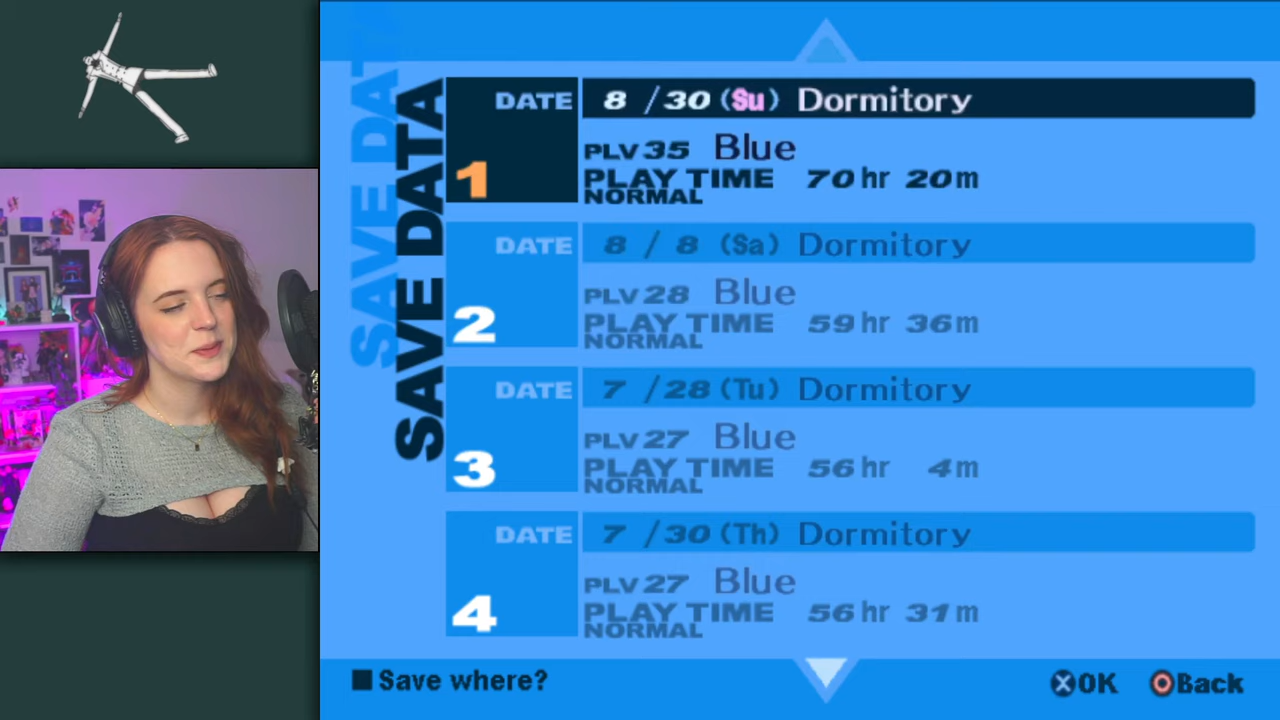 SAVE DATA
SAVE DATA
DATE 8 / 30 (Su) Dormitory
1 PLV 35 Blue
PLAY TIME 70 hr 20 m
NORMAL
DATE 8 / 8 (Sa) Dormitory
2 PLV 28 Blue
PLAY TIME 59 hr 36 m
NORMAL
DATE 7 / 28 (Tu) Dormitory
3 PLV 27 Blue
PLAY TIME 56 hr 4 m
NORMAL
DATE 7 / 30 (Th) Dormitory
4 PLV 27 Blue
PLAY TIME 56 hr 31 m
NORMAL
Save where?
OK Back